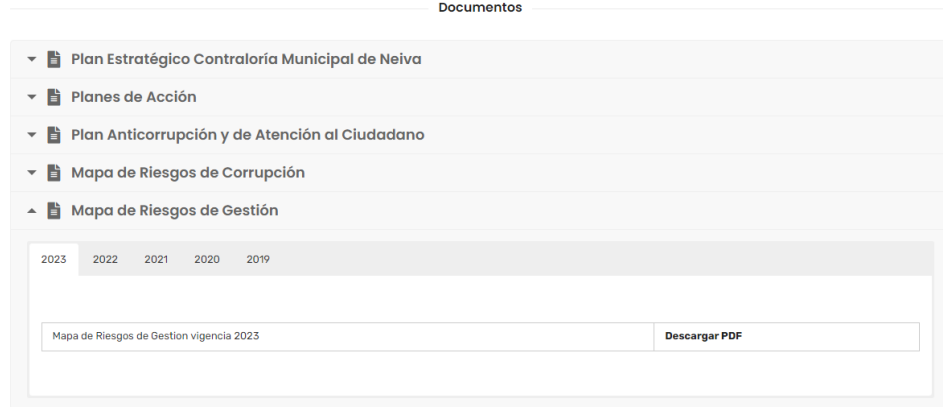 Documentos
Plan Estratégico Contraloría Municipal de Neiva
Planes de Acción
Plan Anticorrupción y de Atención al Ciudadano
Mapa de Riesgos de Corrupción
Mapa de Riesgos de Gestión
2023 2022 2021 2020 2019
Mapa de Riesgos de Gestion vigencia 2023 Descargar PDF